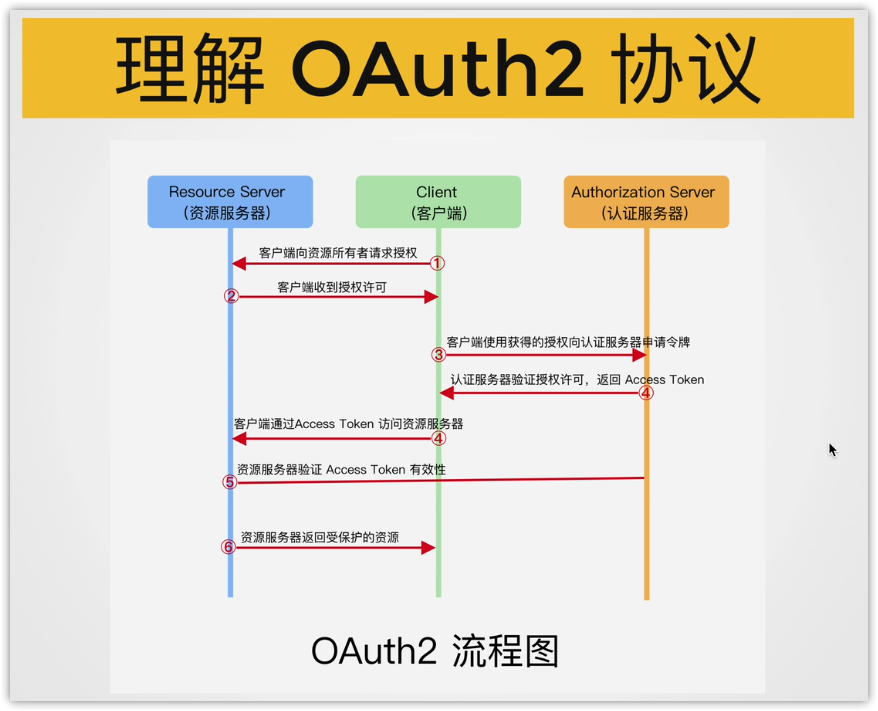 理解 OAuth2 协议
Resource Server
(资源服务器)
Client
(客户端)
Authorization Server
(认证服务器)
客户端向资源所有者请求授权
①
②
客户端收到授权许可
客户端使用获得的授权向认证服务器申请令牌
③
认证服务器验证授权许可，返回 Access Token
④
客户端通过Access Token 访问资源服务器
④
资源服务器验证 Access Token 有效性
⑤
资源服务器返回受保护的资源
⑥
OAuth2 流程图